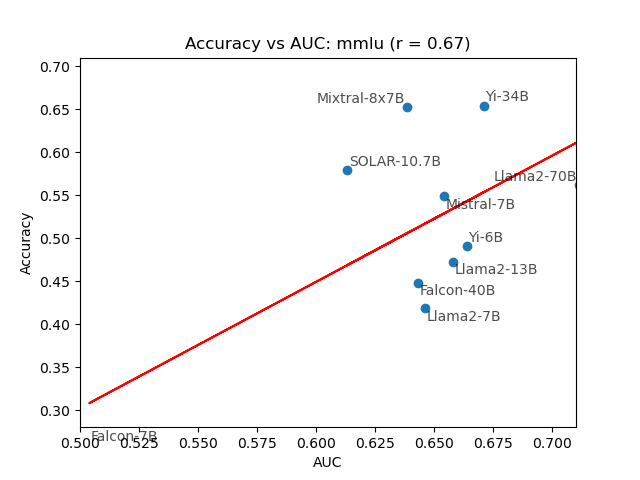 Accuracy vs AUC: mmlu (r = 0.67)
0.70
0.65
0.60
0.55
0.50
0.45
0.40
0.35
0.30
Accuracy
Mixtral-8x7B
Yi-34B
SOLAR-10.7B
Llama2-70B
Mistral-7B
Yi-6B
Llama2-13B
Falcon-40B
Llama2-7B
Falcon-7B
0.500
0.525
0.550
0.575
0.600
0.625
0.650
0.675
0.700
AUC